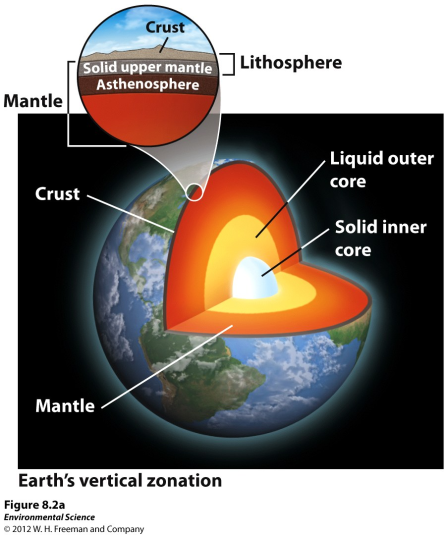 Crust
Solid upper mantle
Lithosphere
Asthenosphere
Mantle
Liquid outer
core
Crust
Solid inner
core
Mantle
Earth's vertical zonation
Figure 8.2a
Environmental Science
© 2012 W. H. Freeman and Company